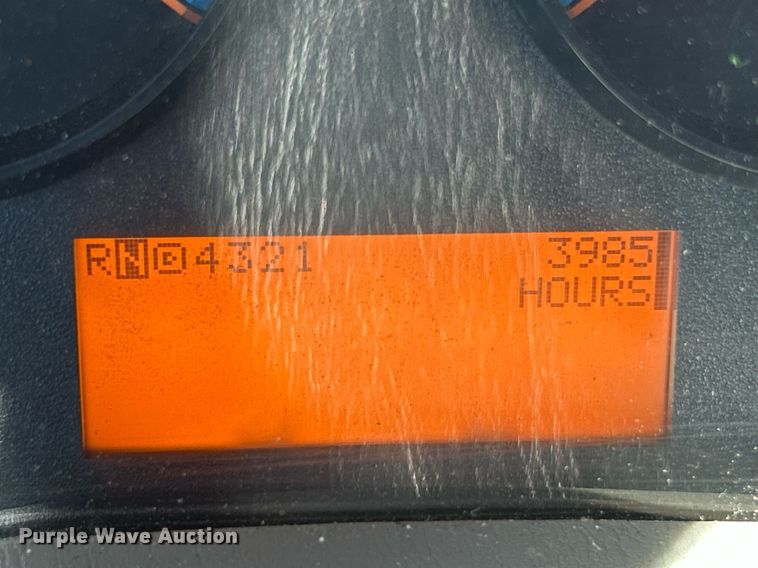 RNⒹ4321 3985
HOURS
Purple Wave Auction®